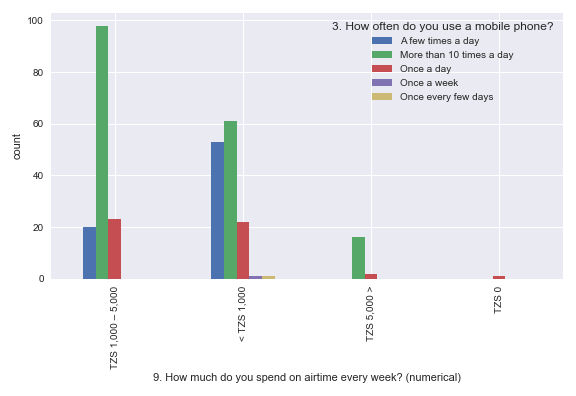 3. How often do you use a mobile phone?
A few times a day
More than 10 times a day
Once a day
Once a week
Once every few days
count
100
80
60
40
20
0
TZS 1,000 – 5,000
< TZS 1,000
TZS 5,000 >
TZS 0
9. How much do you spend on airtime every week? (numerical)